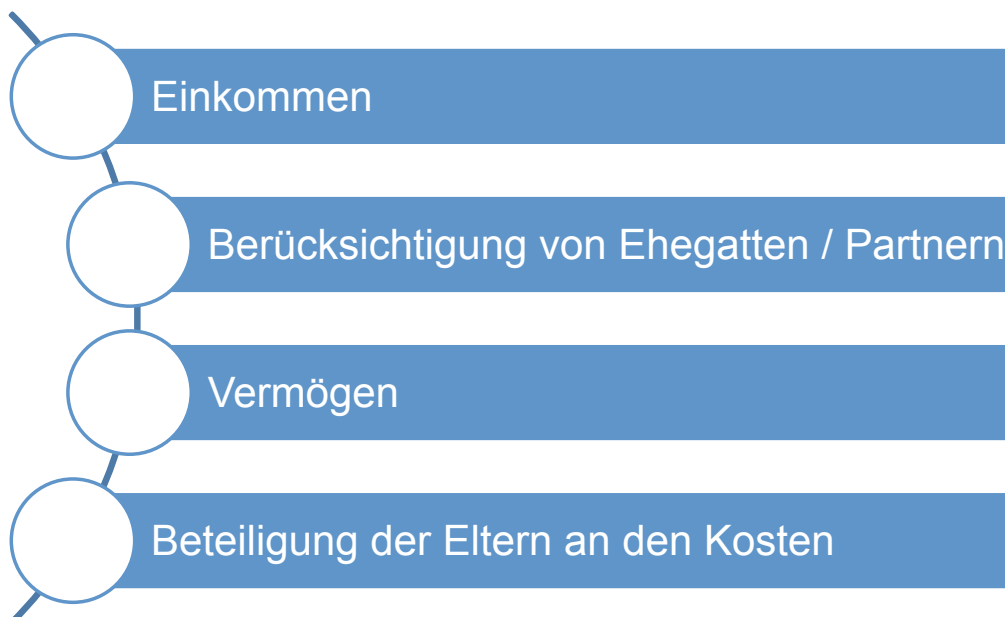 Einkommen
Berücksichtigung von Ehegatten / Partnern
Vermögen
Beteiligung der Eltern an den Kosten